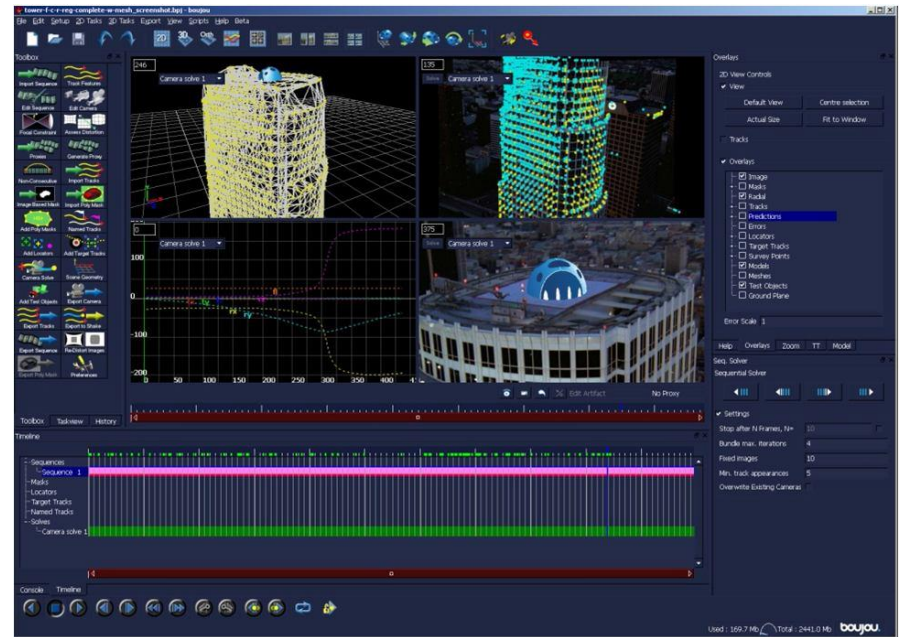 tower-f-c-r-reg-complete-w-mesh_screenshot.bpj - boujou
File Edit Setup 2D Tasks 3D Tasks Export View Scripts Help Beta
2D 3D
Toolbox
Import Sequence Track Features
Edit Sequence Edit Camera
Focal Constraint Assess Distortion
Proxies Generate Proxy
Non-Consecutive Import Tracks
Image-Based Mask Import Poly Mask
Add Poly Masks Named Tracks
Add Locators Add Target Tracks
Camera Solve Scene Geometry
Add Test Objects Export Camera
Export Tracks Export to Shake
Export Sequence Re-Distort Images
Export Poly Mask Preferences
Toolbox Taskview History
246
Camera solve 1
135
Solve Camera solve 1
0
Camera solve 1
100
0
-100
-200
0 50 100 150 200 250 300 350 400
375
Solve Camera solve 1
Edit Artifact No Proxy
Overlays
2D View Controls
View
Default View Centre selection
Actual Size Fit to Window
Tracks
Overlays
Image
Masks
Radial
Tracks
Predictions
Errors
Locators
Target Tracks
Survey Points
Models
Meshes
Test Objects
Ground Plane
Error Scale 1
Help Overlays Zoom TT Model
Seq. Solver
Sequential Solver
Settings
Stop after N Frames, N= 10
Bundle max. iterations 4
Fixed images 10
Min. track appearances 5
Overwrite Existing Cameras
Timeline
Sequences
Sequence 1
Masks
Locators
Target Tracks
Named Tracks
Solves
Camera solve 1
Console Timeline
Used : 169.7 Mb Total : 2441.0 Mb boujou.